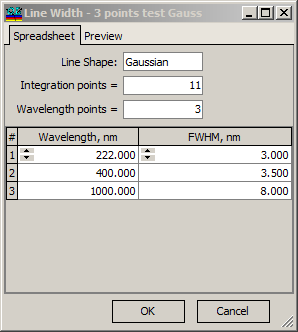 Line Width - 3 points test Gauss
Spreadsheet Preview
Line Shape: Gaussian
Integration points = 11
Wavelength points = 3
# Wavelength, nm FWHM, nm
1 222.000 3.000
2 400.000 3.500
3 1000.000 8.000
OK Cancel